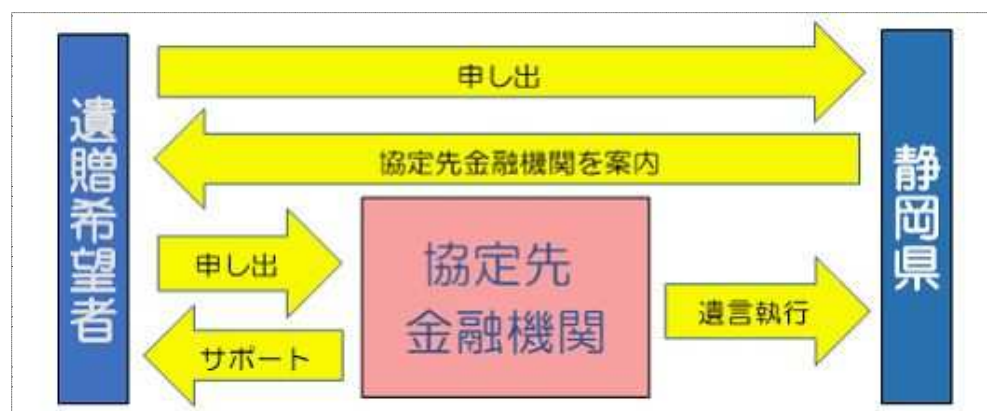 遺贈希望者
申し出
協定先金融機関を案内
申し出
サポート
協定先
金融機関
遺言執行
静岡県